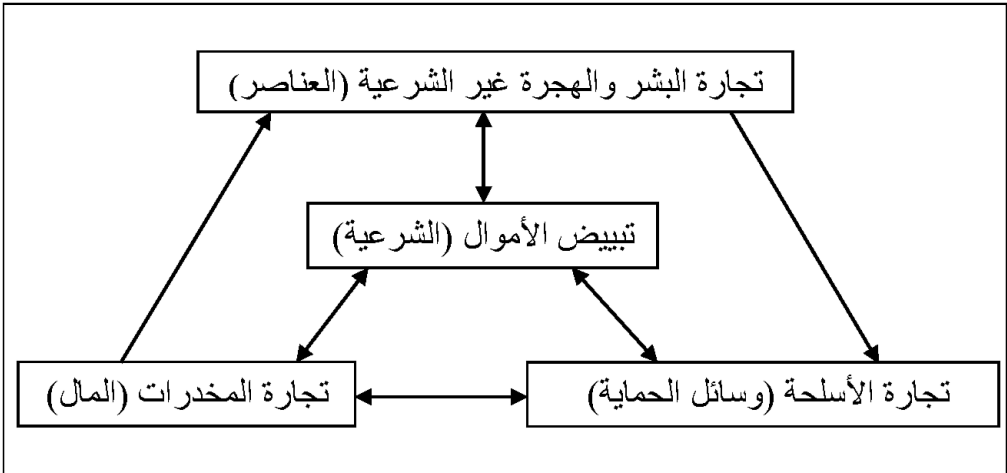 تجارة البشر والهجرة غير الشرعية (العناصر)
تبييض الأموال (الشرعية)
تجارة الأسلحة (وسائل الحماية)
تجارة المخدرات (المال)